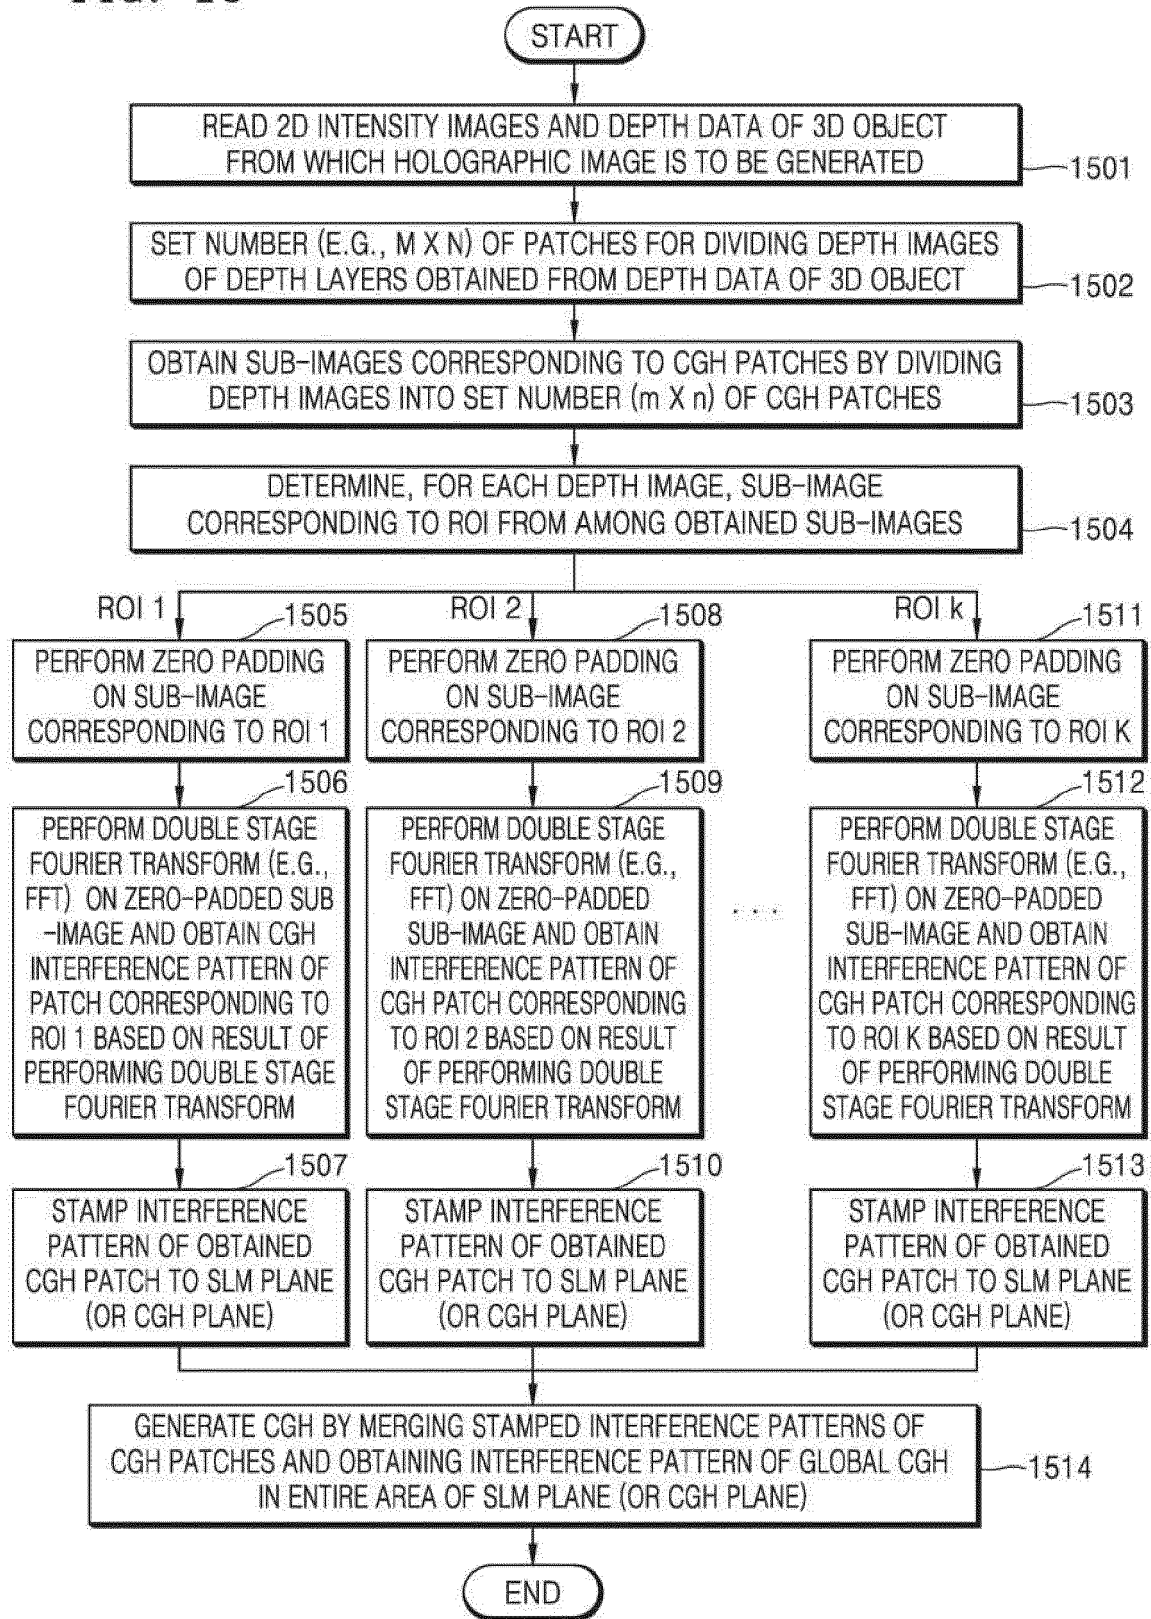 START
READ 2D INTENSITY IMAGES AND DEPTH DATA OF 3D OBJECT
FROM WHICH HOLOGRAPHIC IMAGE IS TO BE GENERATED
1501
SET NUMBER (E.G., M X N) OF PATCHES FOR DIVIDING DEPTH IMAGES
OF DEPTH LAYERS OBTAINED FROM DEPTH DATA OF 3D OBJECT
1502
OBTAIN SUB-IMAGES CORRESPONDING TO CGH PATCHES BY DIVIDING
DEPTH IMAGES INTO SET NUMBER (m X n) OF CGH PATCHES
1503
DETERMINE, FOR EACH DEPTH IMAGE, SUB-IMAGE
CORRESPONDING TO ROI FROM AMONG OBTAINED SUB-IMAGES
1504
ROI 1
1505
PERFORM ZERO PADDING
ON SUB-IMAGE
CORRESPONDING TO ROI 1
1506
PERFORM DOUBLE STAGE
FOURIER TRANSFORM (E.G.,
FFT) ON ZERO-PADDED SUB
-IMAGE AND OBTAIN CGH
INTERFERENCE PATTERN OF
PATCH CORRESPONDING TO
ROI 1 BASED ON RESULT OF
PERFORMING DOUBLE STAGE
FOURIER TRANSFORM
1507
STAMP INTERFERENCE
PATTERN OF OBTAINED
CGH PATCH TO SLM PLANE
(OR CGH PLANE)
ROI 2
1508
PERFORM ZERO PADDING
ON SUB-IMAGE
CORRESPONDING TO ROI 2
1509
PERFORM DOUBLE STAGE
FOURIER TRANSFORM (E.G.,
FFT) ON ZERO-PADDED
SUB-IMAGE AND OBTAIN
INTERFERENCE PATTERN OF
CGH PATCH CORRESPONDING
TO ROI 2 BASED ON RESULT
OF PERFORMING DOUBLE
STAGE FOURIER TRANSFORM
1510
STAMP INTERFERENCE
PATTERN OF OBTAINED
CGH PATCH TO SLM PLANE
(OR CGH PLANE)
. . .
ROI k
1511
PERFORM ZERO PADDING
ON SUB-IMAGE
CORRESPONDING TO ROI K
1512
PERFORM DOUBLE STAGE
FOURIER TRANSFORM (E.G.,
FFT) ON ZERO-PADDED
SUB-IMAGE AND OBTAIN
INTERFERENCE PATTERN OF
CGH PATCH CORRESPONDING
TO ROI K BASED ON RESULT
OF PERFORMING DOUBLE
STAGE FOURIER TRANSFORM
1513
STAMP INTERFERENCE
PATTERN OF OBTAINED
CGH PATCH TO SLM PLANE
(OR CGH PLANE)
GENERATE CGH BY MERGING STAMPED INTERFERENCE PATTERNS OF
CGH PATCHES AND OBTAINING INTERFERENCE PATTERN OF GLOBAL CGH
IN ENTIRE AREA OF SLM PLANE (OR CGH PLANE)
1514
END